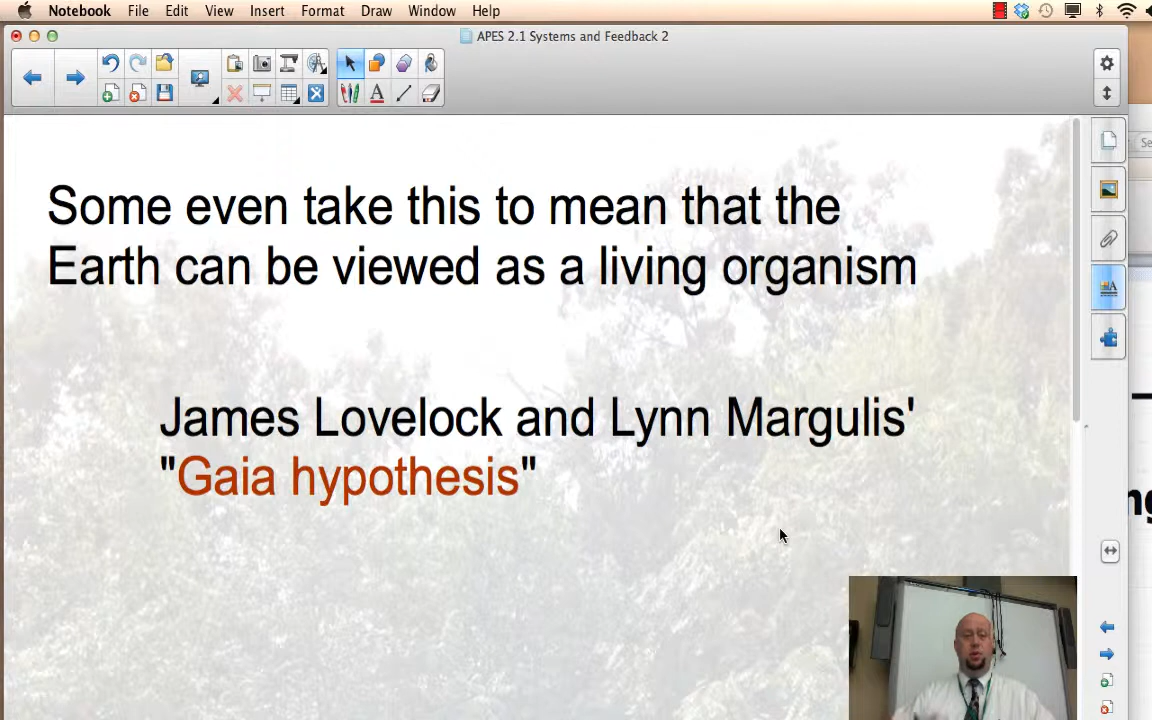 Notebook File Edit View Insert Format Draw Window Help
APES 2.1 Systems and Feedback 2
Some even take this to mean that the
Earth can be viewed as a living organism
James Lovelock and Lynn Margulis'
"Gaia hypothesis"